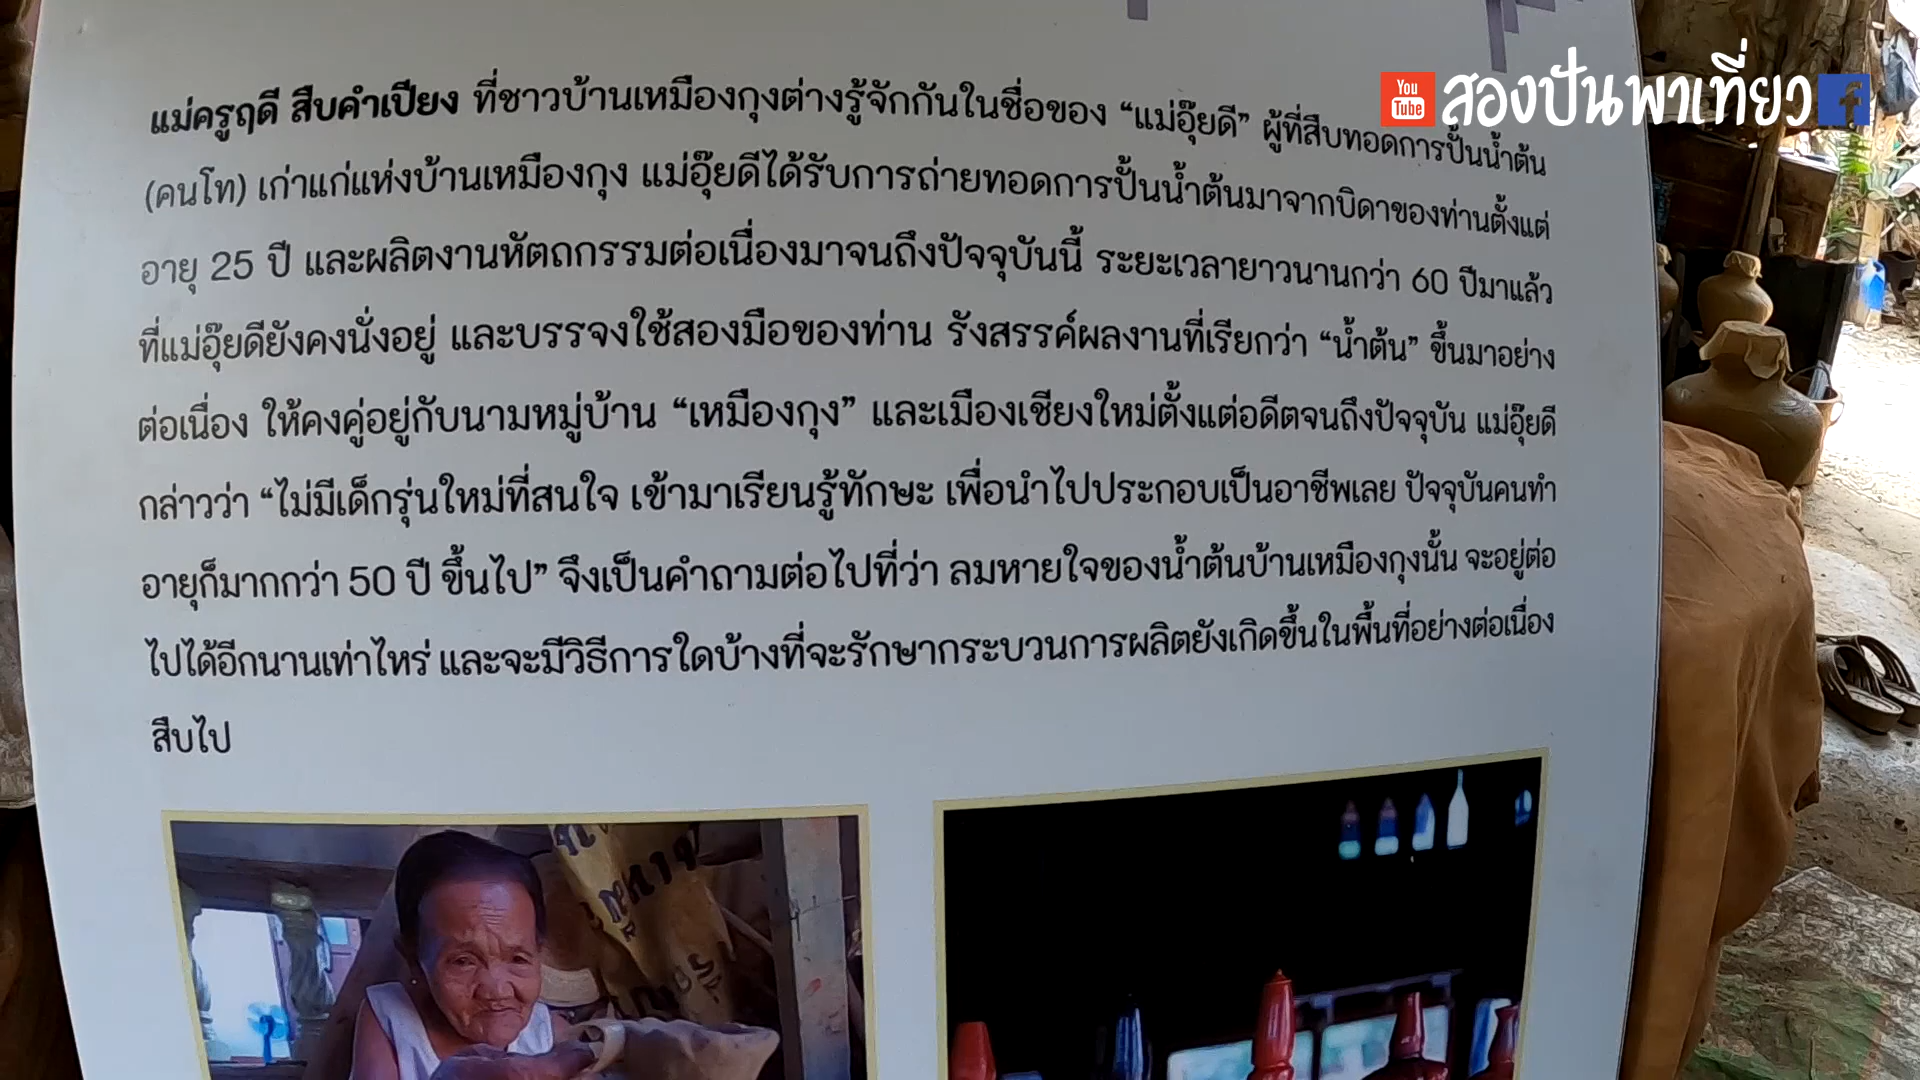 You
Tube
สองปันพาเที่ยว
แม่ครูฤดี สืบคำเปียง ที่ชาวบ้านเหมืองกุงต่างรู้จักกันในชื่อของ “แม่อุ๊ยดี” ผู้ที่สืบทอดการปั้นน้ำต้น
(คนโท) เก่าแก่แห่งบ้านเหมืองกุง แม่อุ๊ยดีได้รับการถ่ายทอดการปั้นน้ำต้นมาจากบิดาของท่านตั้งแต่
อายุ 25 ปี และผลิตงานหัตถกรรมต่อเนื่องมาจนถึงปัจจุบันนี้ ระยะเวลายาวนานกว่า 60 ปีมาแล้ว
ที่แม่อุ๊ยดียังคงนั่งอยู่ และบรรจงใช้สองมือของท่าน รังสรรค์ผลงานที่เรียกว่า “น้ำต้น” ขึ้นมาอย่าง
ต่อเนื่อง ให้คงคู่อยู่กับนามหมู่บ้าน “เหมืองกุง” และเมืองเชียงใหม่ตั้งแต่อดีตจนถึงปัจจุบัน แม่อุ๊ยดี
กล่าวว่า “ไม่มีเด็กรุ่นใหม่ที่สนใจ เข้ามาเรียนรู้ทักษะ เพื่อนำไปประกอบเป็นอาชีพเลย ปัจจุบันคนทำ
อายุก็มากกว่า 50 ปี ขึ้นไป” จึงเป็นคำถามต่อไปที่ว่า ลมหายใจของน้ำต้นบ้านเหมืองกุงนั้น จะอยู่ต่อ
ไปได้อีกนานเท่าไหร่ และจะมีวิธีการใดบ้างที่จะรักษากระบวนการผลิตยังเกิดขึ้นในพื้นที่อย่างต่อเนื่อง
สืบไป